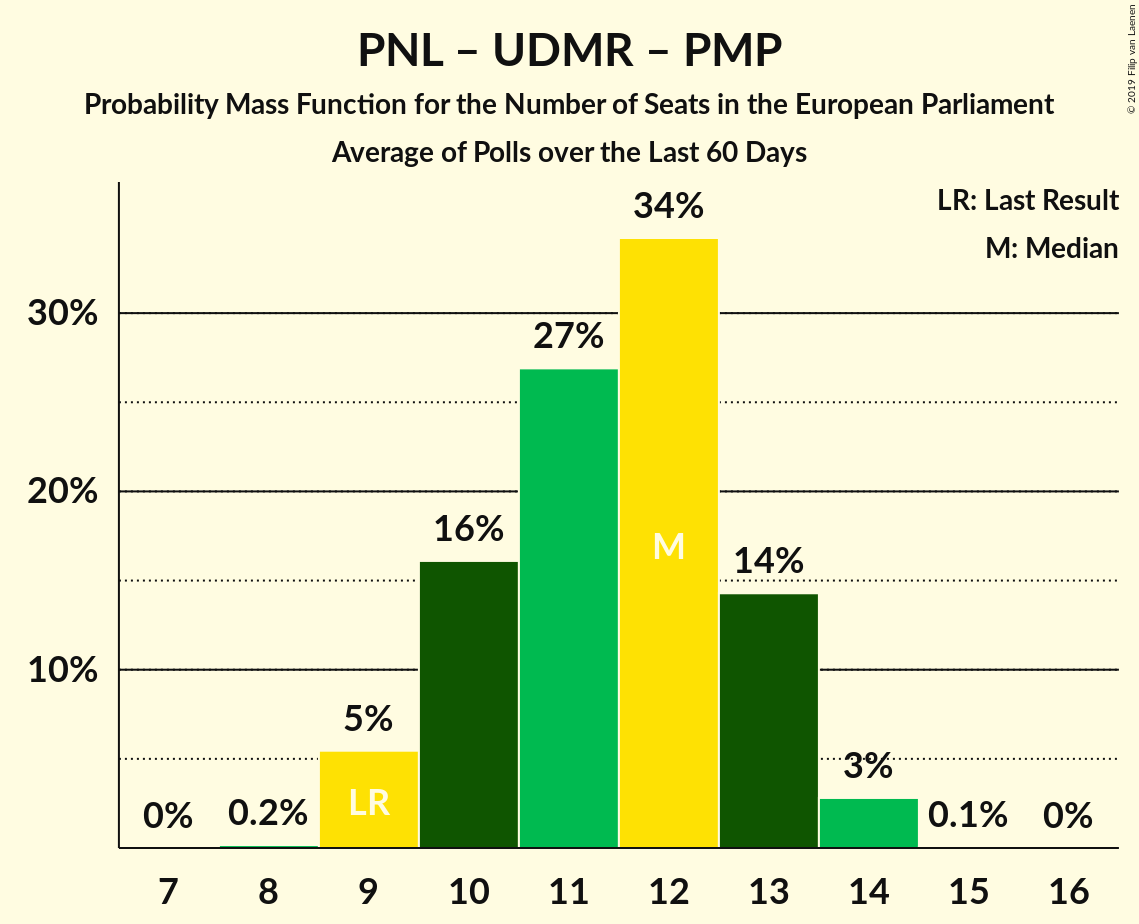 PNL – UDMR – PMP
Probability Mass Function for the Number of Seats in the European Parliament
Average of Polls over the Last 60 Days
© 2019 Filip van Laenen
LR: Last Result
M: Median
34%
30%
27%
20%
16%
M
14%
10%
5%
3%
LR
0%
0.2%
0.1%
0%
7 8 9 10 11 12 13 14 15 16